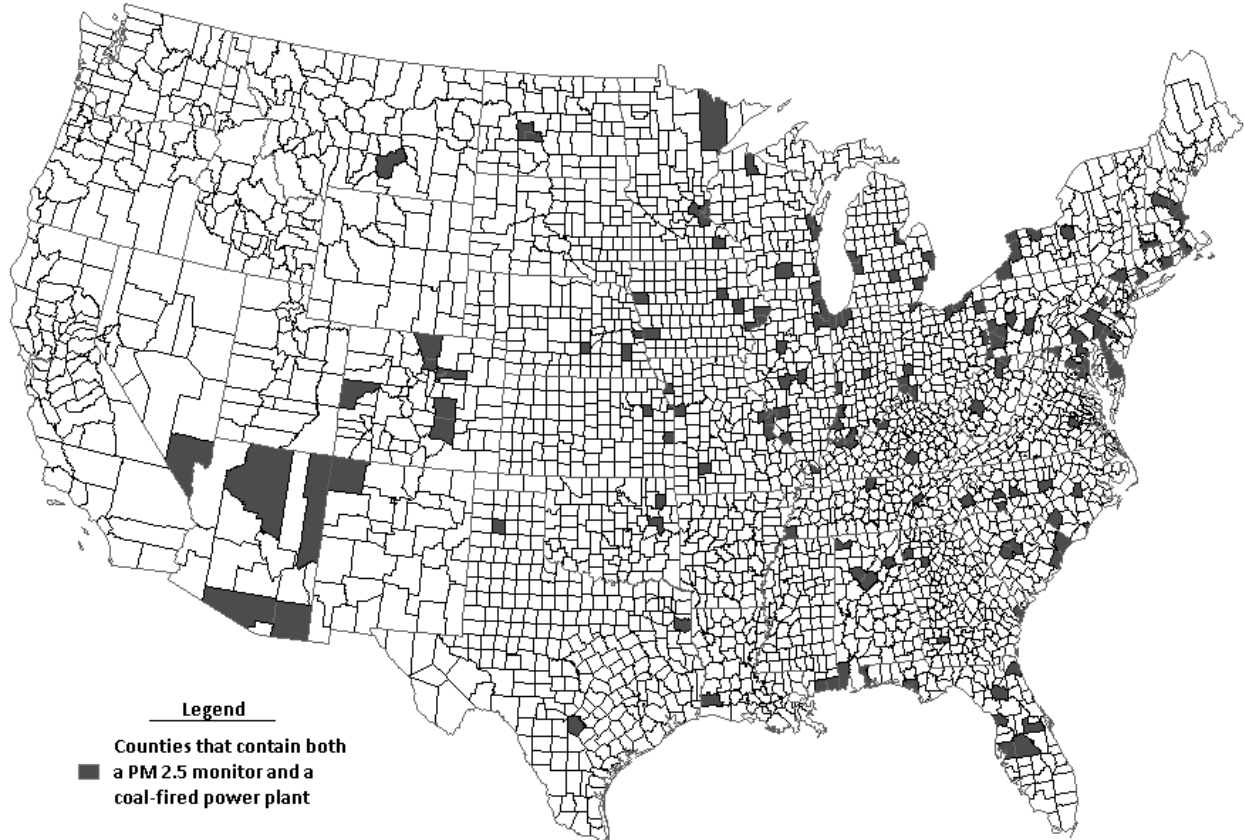 Legend
Counties that contain both
a PM 2.5 monitor and a
coal-fired power plant